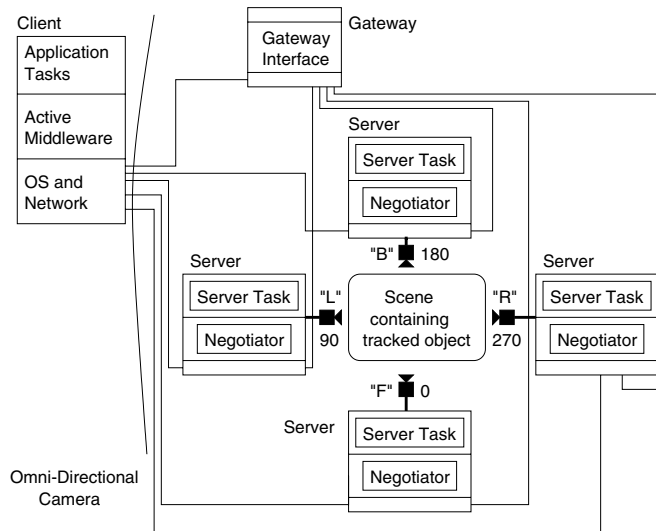 Client
Gateway
Application
Tasks
Gateway
Interface
Active
Middleware
Server
Server Task
OS and
Network
Negotiator
"B"
180
Server
Server Task
Negotiator
"L"
90
Scene
containing
tracked object
"R"
270
Server
Server Task
Negotiator
"F"
0
Server
Server Task
Negotiator
Omni-Directional
Camera